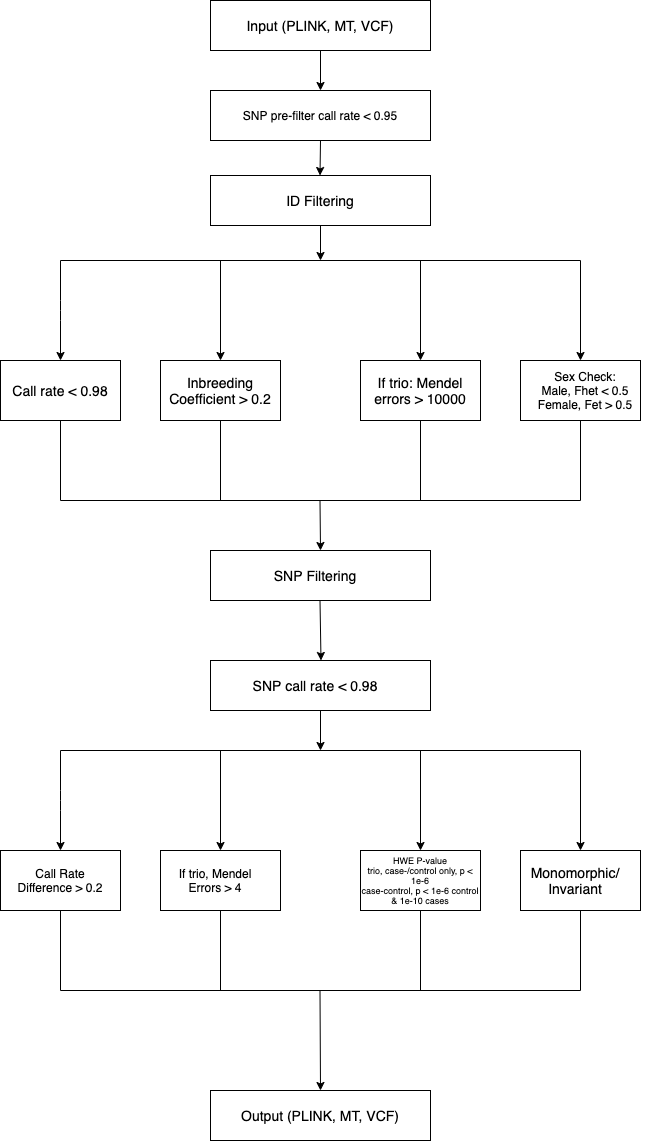 Input (PLINK, MT, VCF)
SNP pre-filter call rate < 0.95
ID Filtering
Call rate < 0.98
Inbreeding
Coefficient > 0.2
If trio: Mendel
errors > 10000
Sex Check:
Male, Fhet < 0.5
Female, Fet > 0.5
SNP Filtering
SNP call rate < 0.98
Call Rate
Difference > 0.2
If trio, Mendel
Errors > 4
HWE P-value
trio, case-/control only, p <
1e-6
case-control, p < 1e-6 control
& 1e-10 cases
Monomorphic/
Invariant
Output (PLINK, MT, VCF)